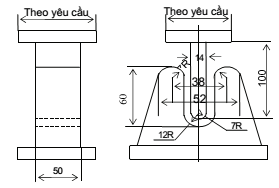 Theo yêu cầu
Theo yêu cầu
7R
14
38
52
60
100
12R
7R
50